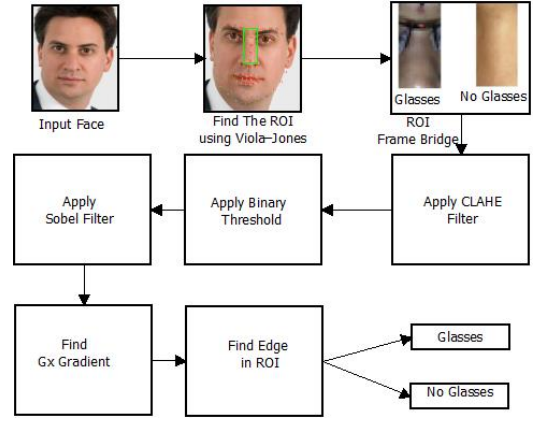 Input Face
Find The ROI
using Viola–Jones
Glasses
No Glasses
ROI
Frame Bridge
Apply CLAHE
Filter
Apply Binary
Threshold
Apply
Sobel Filter
Find
Gx Gradient
Find Edge
in ROI
Glasses
No Glasses